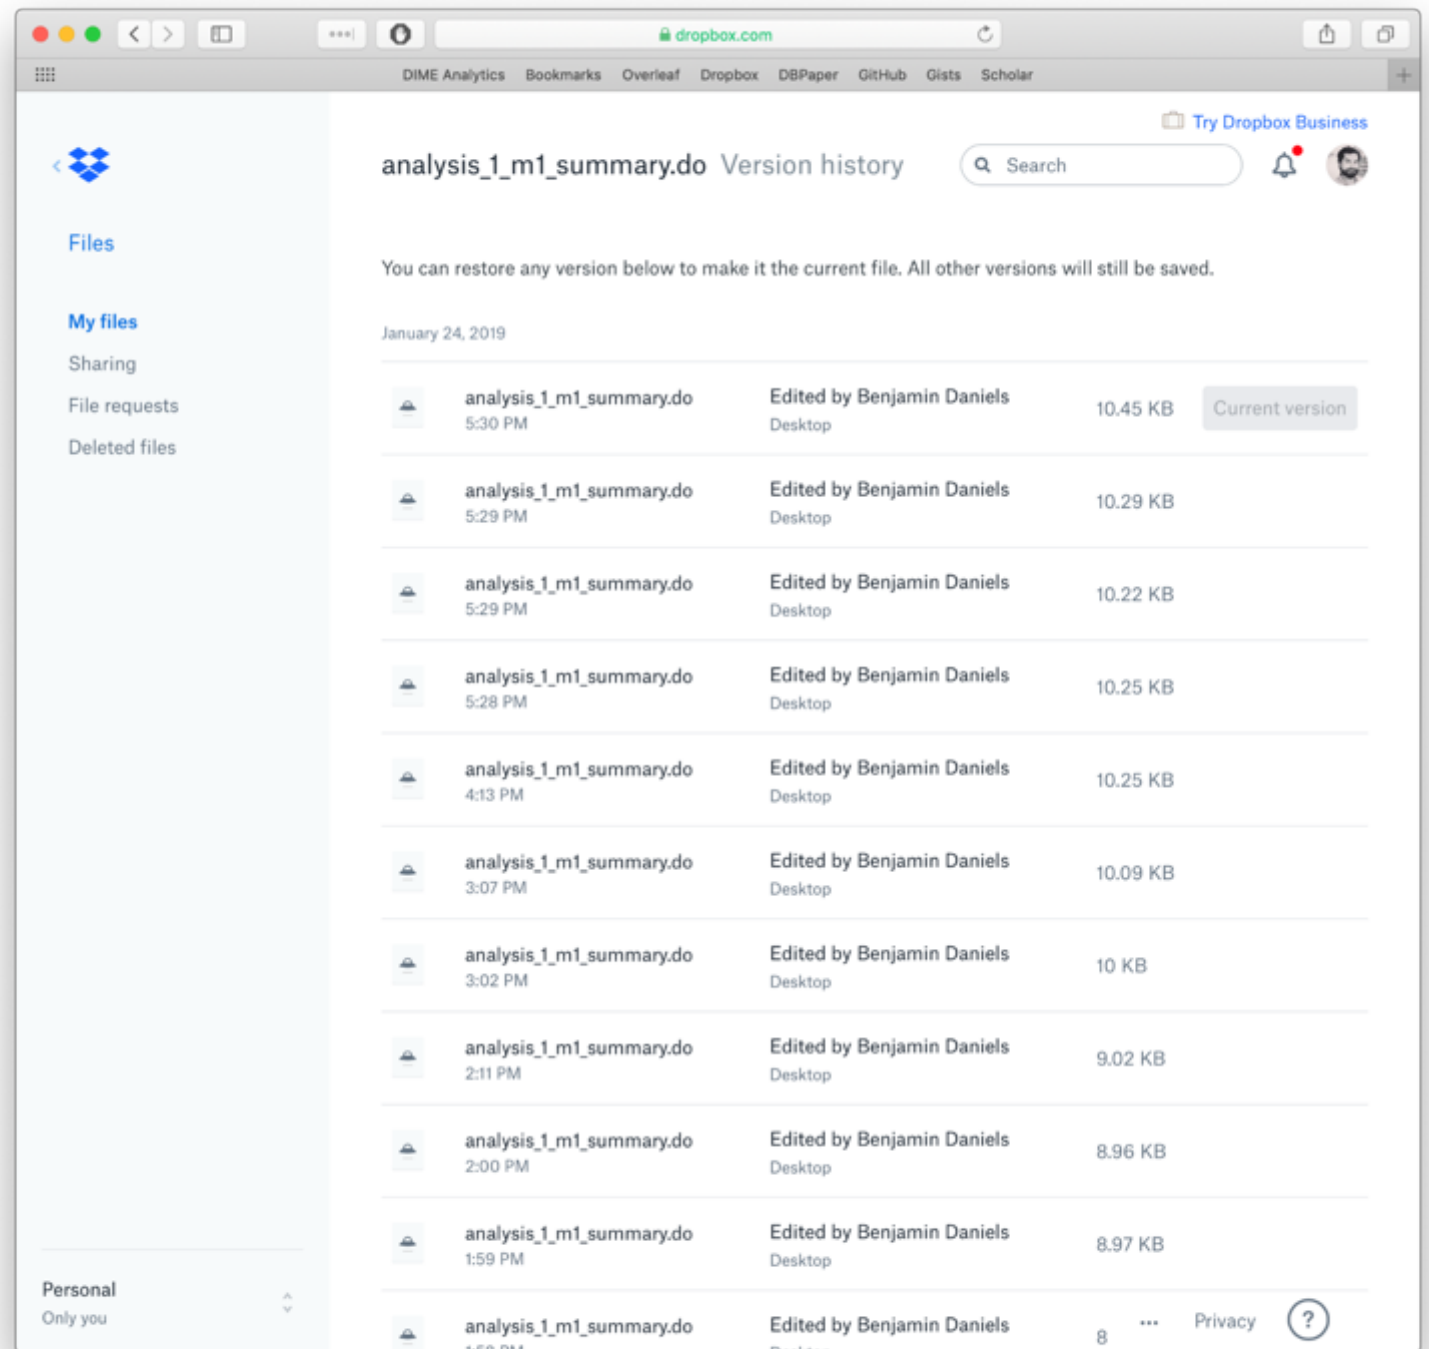 dropbox.com
DIME Analytics Bookmarks Overleaf Dropbox DBPaper GitHub Gists Scholar
Try Dropbox Business
analysis_1_m1_summary.do Version history
Search
Files
You can restore any version below to make it the current file. All other versions will still be saved.
My files
January 24, 2019
Sharing
File requests
Deleted files
analysis_1_m1_summary.do Edited by Benjamin Daniels 10.45 KB Current version
5:30 PM Desktop
analysis_1_m1_summary.do Edited by Benjamin Daniels 10.29 KB
5:29 PM Desktop
analysis_1_m1_summary.do Edited by Benjamin Daniels 10.22 KB
5:29 PM Desktop
analysis_1_m1_summary.do Edited by Benjamin Daniels 10.25 KB
5:28 PM Desktop
analysis_1_m1_summary.do Edited by Benjamin Daniels 10.25 KB
4:13 PM Desktop
analysis_1_m1_summary.do Edited by Benjamin Daniels 10.09 KB
3:07 PM Desktop
analysis_1_m1_summary.do Edited by Benjamin Daniels 10 KB
3:02 PM Desktop
analysis_1_m1_summary.do Edited by Benjamin Daniels 9.02 KB
2:11 PM Desktop
analysis_1_m1_summary.do Edited by Benjamin Daniels 8.96 KB
2:00 PM Desktop
analysis_1_m1_summary.do Edited by Benjamin Daniels 8.97 KB
1:59 PM Desktop
analysis_1_m1_summary.do Edited by Benjamin Daniels 8
Personal
Only you
... Privacy ?